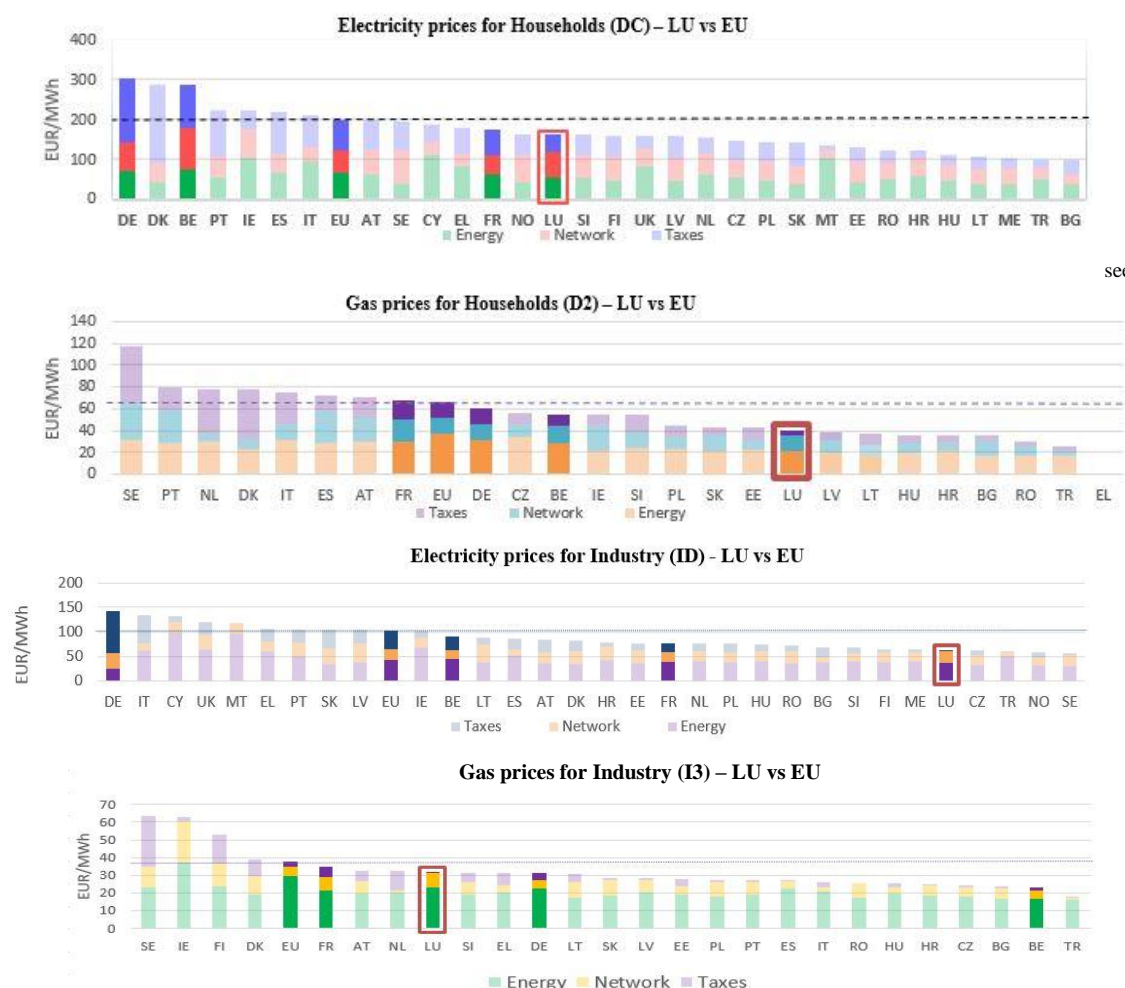 Electricity prices for Households (DC) – LU vs EU
400
300
200
100
0
EUR/MWh
DE DK BE PT IE ES IT EU AT SE CY EL FR NO LU SI FI UK LV NL CZ PL SK MT EE RO HR HU LT ME TR BG
Energy Network Taxes
see
Gas prices for Households (D2) – LU vs EU
140
120
100
80
60
40
20
0
EUR/MWh
SE PT NL DK IT ES AT FR EU DE CZ BE IE SI PL SK EE LU LV LT HU HR BG RO TR EL
Taxes Network Energy
Electricity prices for Industry (ID) - LU vs EU
200
150
100
50
0
EUR/MWh
DE IT CY UK MT EL PT SK LV EU IE BE LT ES AT DK HR EE FR NL PL HU RO BG SI FI ME LU CZ TR NO SE
Taxes Network Energy
Gas prices for Industry (I3) – LU vs EU
70
60
50
40
30
20
10
0
EUR/MWh
SE IE FI DK EU FR AT NL LU SI EL DE LT SK LV EE PL PT ES IT RO HU HR CZ BG BE TR
Energy Network Taxes